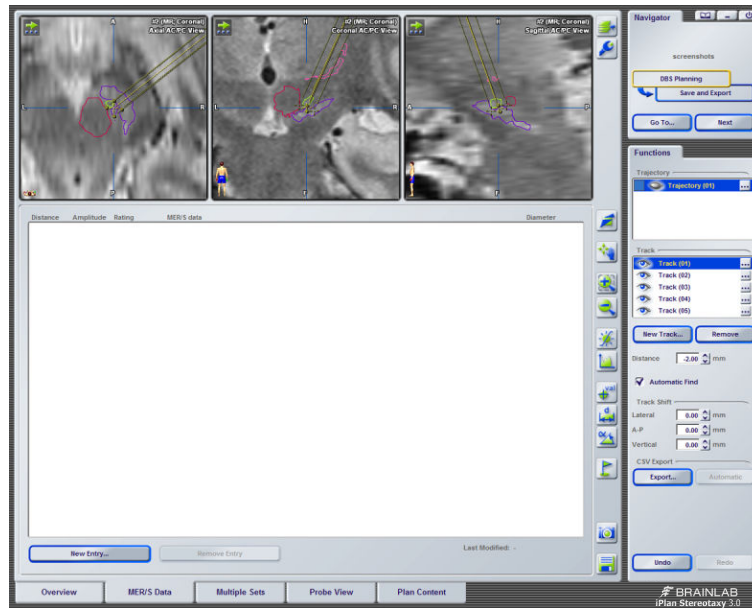 #2 (MR; Coronal)
Axial AC/PC View
A
L
R
P
#2 (MR; Coronal)
Coronal AC/PC View
H
L
R
F
#2 (MR; Coronal)
Sagittal AC/PC View
H
A
P
F
Distance Amplitude Rating MER/S data Diameter
New Entry... Remove Entry Last Modified: -
Overview MER/S Data Multiple Sets Probe View Plan Content
Navigator
screenshots
DBS Planning
Save and Export
Go To... Next
Functions
Trajectory
Trajectory (01) ...
Track
Track (01) ...
Track (02) ...
Track (03) ...
Track (04) ...
Track (05) ...
New Track... Remove
Distance -2.00 mm
Automatic Find
Track Shift
Lateral 0.00 mm
A-P 0.00 mm
Vertical 0.00 mm
CSV Export
Export... Automatic
Undo Redo
BRAINLAB
iPlan Stereotaxy 3.0